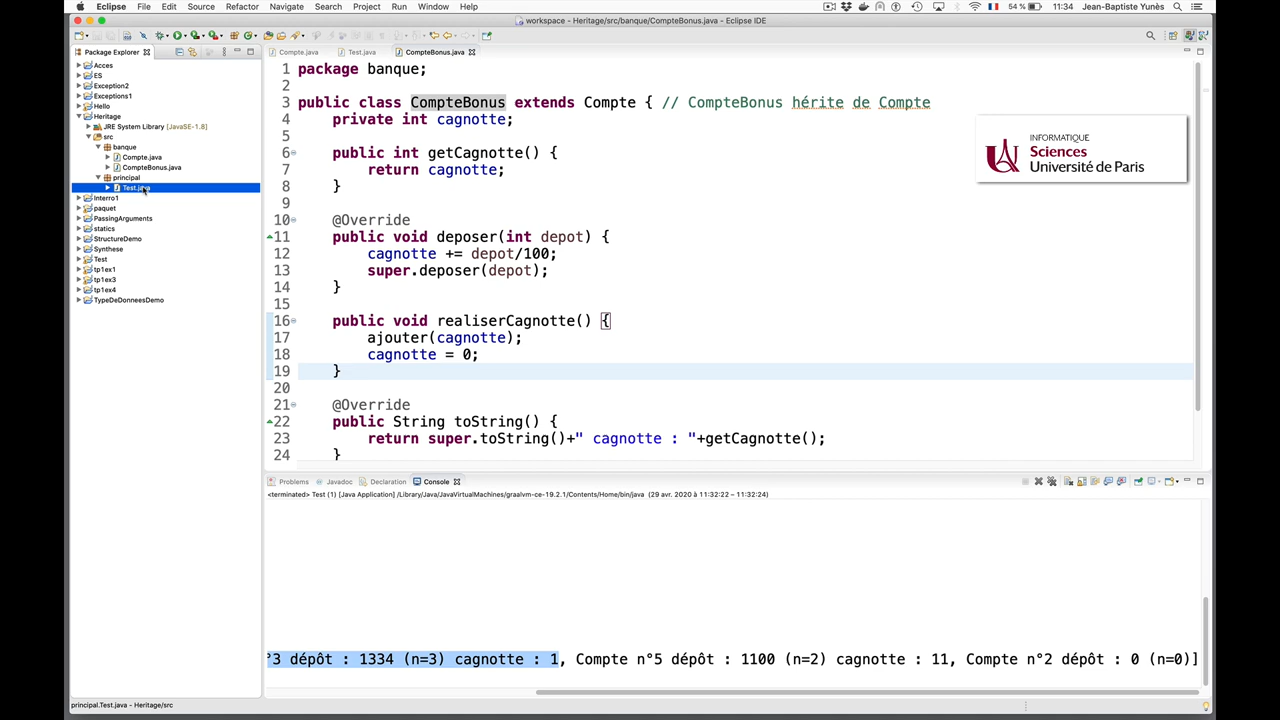 Eclipse File Edit Source Refactor Navigate Search Project Run Window Help 54 % 11:34 Jean-Baptiste Yunès
workspace - Heritage/src/banque/CompteBonus.java - Eclipse IDE
Package Explorer
Acces
ES
Exception2
Exceptions1
Hello
Heritage
JRE System Library [JavaSE-1.8]
src
banque
Compte.java
CompteBonus.java
principal
Test.java
Interro1
paquet
PassingArguments
statics
StructureDemo
Synthese
Test
tp1ex1
tp1ex3
tp1ex4
TypeDeDonneesDemo
Compte.java Test.java CompteBonus.java
1 package banque;
2
3 public class CompteBonus extends Compte { // CompteBonus hérite de Compte
4 private int cagnotte;
5
6 public int getCagnotte() {
7 return cagnotte;
8 }
9
10 @Override
11 public void deposer(int depot) {
12 cagnotte += depot/100;
13 super.deposer(depot);
14 }
15
16 public void realiserCagnotte() {
17 ajouter(cagnotte);
18 cagnotte = 0;
19 }
20
21 @Override
22 public String toString() {
23 return super.toString()+" cagnotte : "+getCagnotte();
24 }
INFORMATIQUE
Sciences
Université de Paris
Problems Javadoc Declaration Console
<terminated> Test (1) [Java Application] /Library/Java/JavaVirtualMachines/graalvm-ce-19.2.1/Contents/Home/bin/java (29 avr. 2020 à 11:32:22 – 11:32:24)
°3 dépôt : 1334 (n=3) cagnotte : 1, Compte n°5 dépôt : 1100 (n=2) cagnotte : 11, Compte n°2 dépôt : 0 (n=0)]
principal.Test.java - Heritage/src